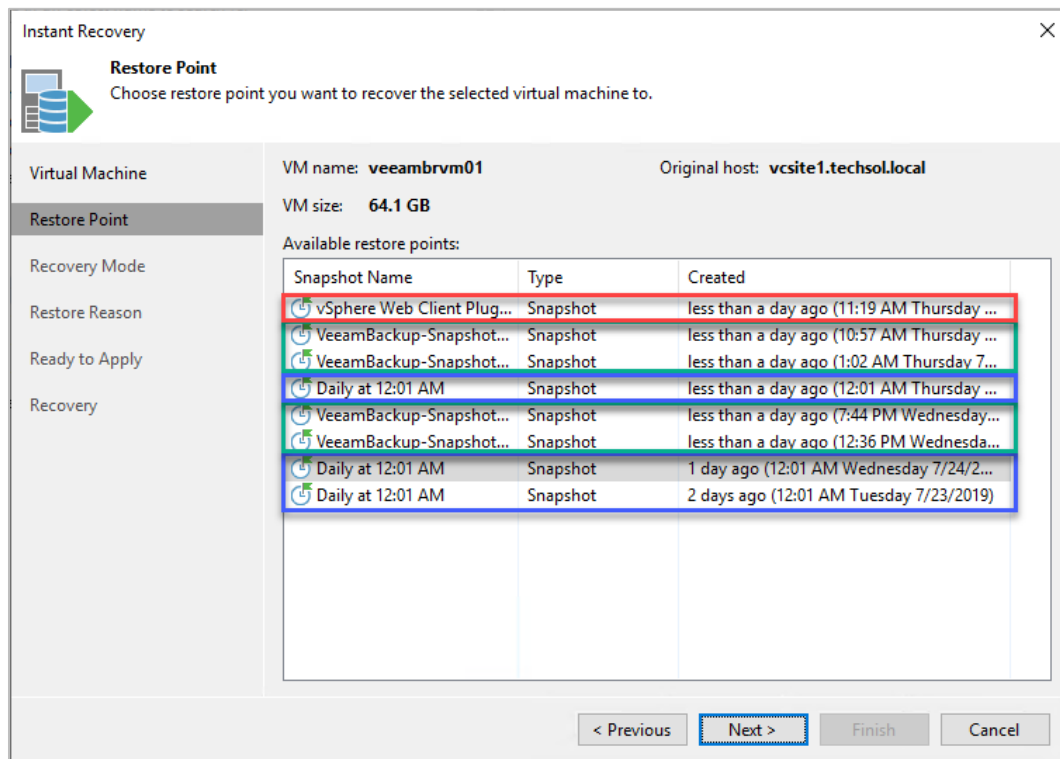 Instant Recovery
Restore Point
Choose restore point you want to recover the selected virtual machine to.
Virtual Machine
Restore Point
Recovery Mode
Restore Reason
Ready to Apply
Recovery
VM name: veeambrvm01 Original host: vcsite1.techsol.local
VM size: 64.1 GB
Available restore points:
Snapshot Name Type Created
vSphere Web Client Plug... Snapshot less than a day ago (11:19 AM Thursday ...
VeeamBackup-Snapshot... Snapshot less than a day ago (10:57 AM Thursday ...
VeeamBackup-Snapshot... Snapshot less than a day ago (1:02 AM Thursday 7...
Daily at 12:01 AM Snapshot less than a day ago (12:01 AM Thursday ...
VeeamBackup-Snapshot... Snapshot less than a day ago (7:44 PM Wednesday...
VeeamBackup-Snapshot... Snapshot less than a day ago (12:36 PM Wednesda...
Daily at 12:01 AM Snapshot 1 day ago (12:01 AM Wednesday 7/24/2...
Daily at 12:01 AM Snapshot 2 days ago (12:01 AM Tuesday 7/23/2019)
< Previous Next > Finish Cancel